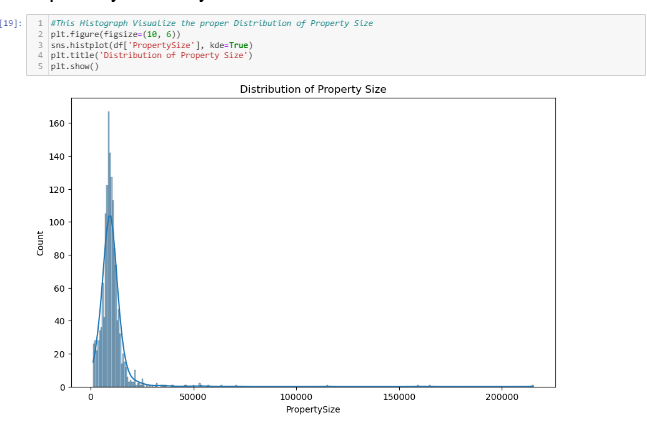 [19]:
1 #This Histograph Visualize the proper Distribution of Property Size
2 plt.figure(figsize=(10, 6))
3 sns.histplot(df['PropertySize'], kde=True)
4 plt.title('Distribution of Property Size')
5 plt.show()
Distribution of Property Size
160
140
120
100
80
60
40
20
0
Count
0 50000 100000 150000 200000
PropertySize